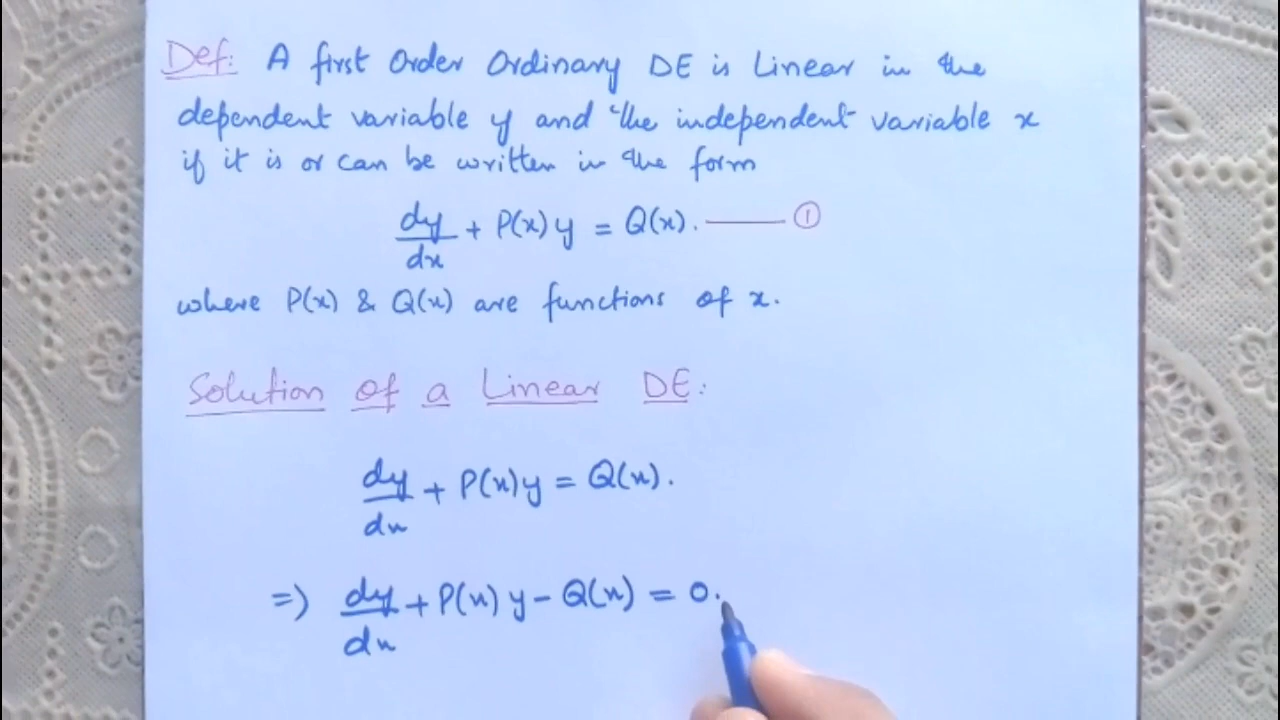 Def: A first Order Ordinary DE is Linear in the
dependent variable y and the independent variable x
if it is or can be written in the form
dy/dx + P(x) y = Q(x). —— ①
where P(x) & Q(x) are functions of x.
Solution of a Linear DE:
dy/dx + P(x) y = Q(x).
=) dy/dx + P(x) y - Q(x) = 0.